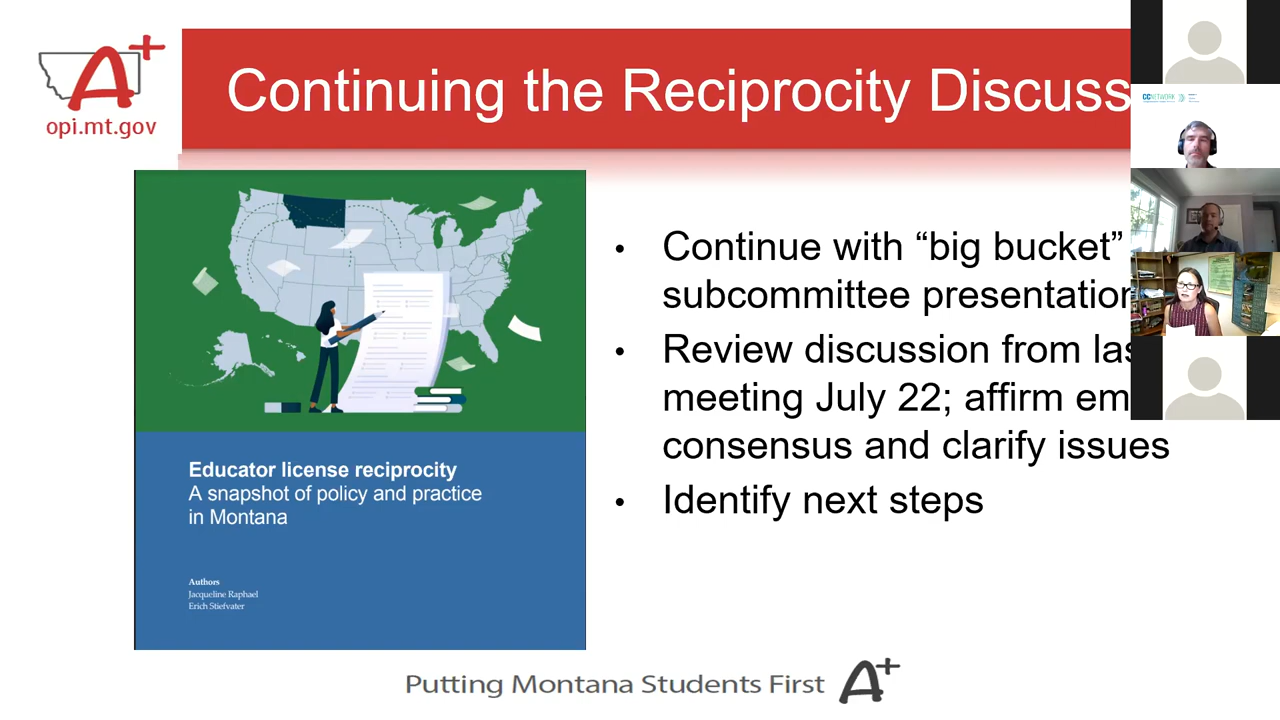 A+
opi.mt.gov
Continuing the Reciprocity Discuss
CCNETWORK
• Continue with “big bucket”
subcommittee presentation
• Review discussion from las
meeting July 22; affirm em
consensus and clarify issues
• Identify next steps
Educator license reciprocity
A snapshot of policy and practice
in Montana
Authors
Jacqueline Raphael
Erich Stiefvater
Putting Montana Students First A+